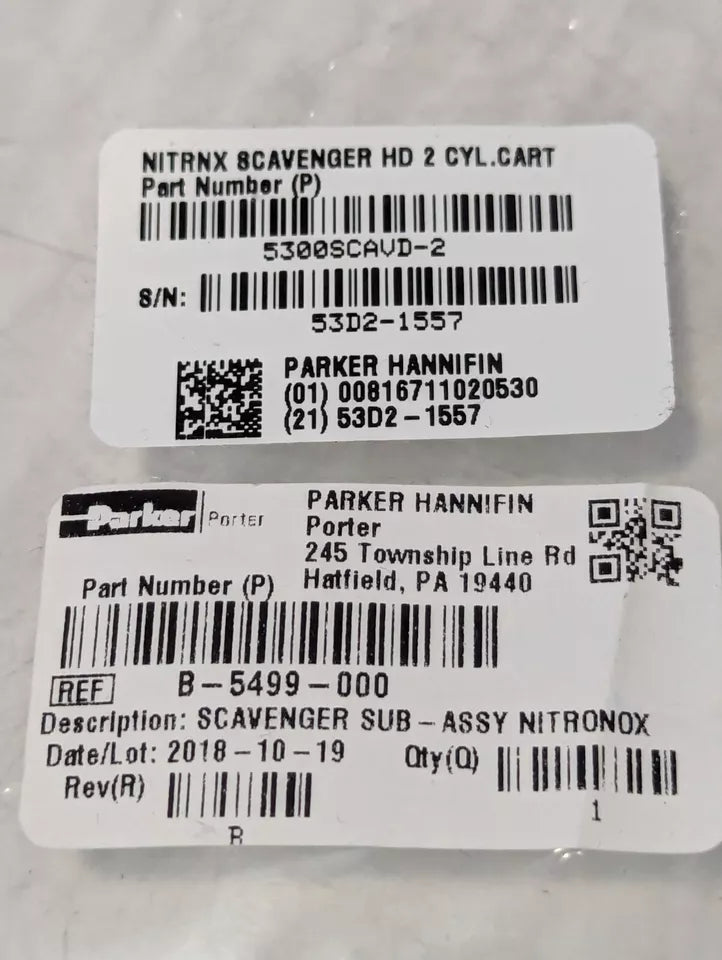 NITRNX SCAVENGER HD 2 CYL.CART
Part Number (P)
5300SCAVD-2
S/N:
53D2-1557
PARKER HANNIFIN
(01) 00816711020530
(21) 53D2-1557
Parker Porter
PARKER HANNIFIN
Porter
245 Township Line Rd
Hatfield, PA 19440
Part Number (P)
REF B-5499-000
Description: SCAVENGER SUB-ASSY NITRONOX
Date/Lot: 2018-10-19
Qty(Q)
1
Rev(R)
B